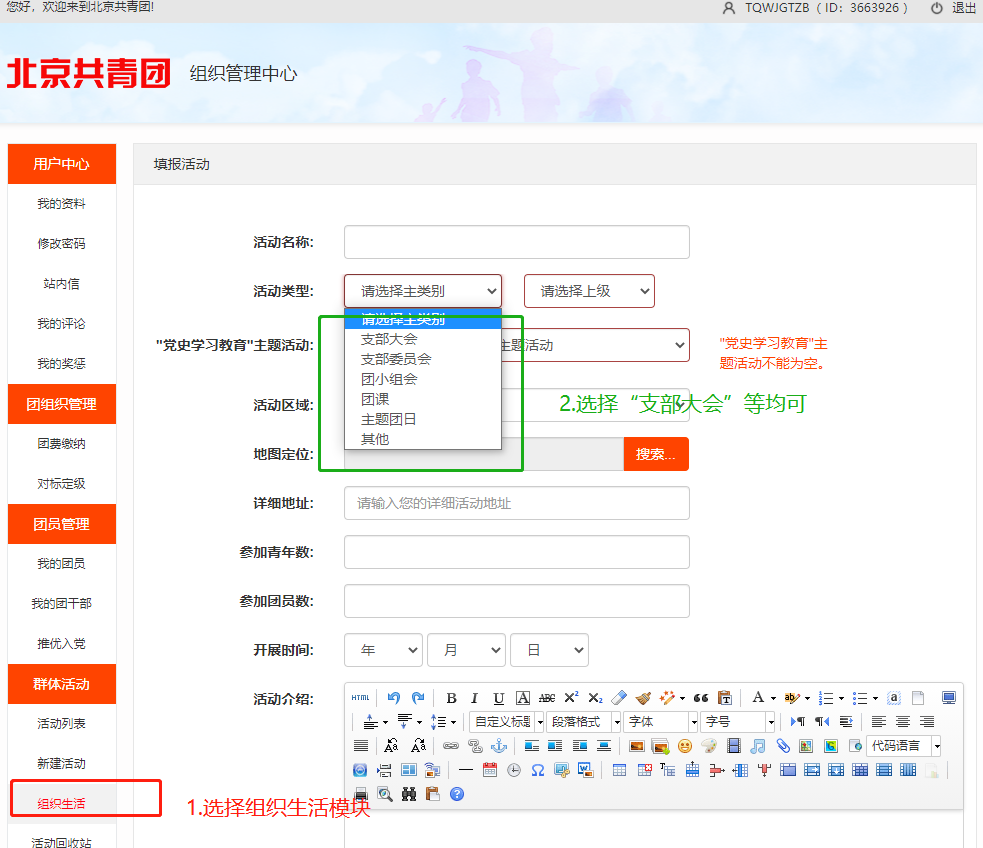 您好，欢迎来到北京共青团!
TQWJGTZB ( ID: 3663926 )
退出
北京共青团
组织管理中心
用户中心
我的资料
修改密码
站内信
我的评论
我的奖惩
团组织管理
团费缴纳
对标定级
团员管理
我的团员
我的团干部
推优入党
群体活动
活动列表
新建活动
组织生活
活动回收站
填报活动
活动名称:
活动类型:
请选择主类别
请选择上级
请选择主类别
支部大会
支部委员会
团小组会
团课
主题团日
其他
"党史学习教育"主题活动:
主题活动
"党史学习教育"主
题活动不能为空。
活动区域:
2.选择“支部大会”等均可
地图定位:
搜索...
详细地址:
请输入您的详细活动地址
参加青年数:
参加团员数:
开展时间:
年
月
日
活动介绍:
HTML
自定义标题
段落格式
字体
字号
代码语言
1.选择组织生活模块